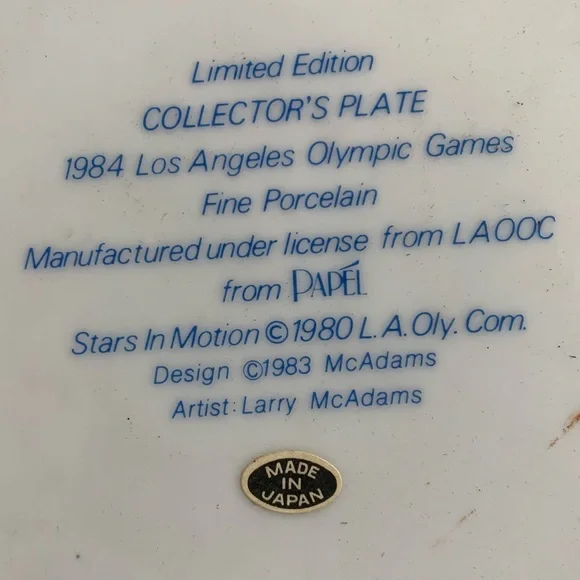 Limited Edition
COLLECTOR'S PLATE
1984 Los Angeles Olympic Games
Fine Porcelain
Manufactured under license from LAOOC
from PAPÉL
Stars In Motion ©1980 L.A.Oly. Com.
Design ©1983 McAdams
Artist: Larry McAdams
MADE
IN
JAPAN